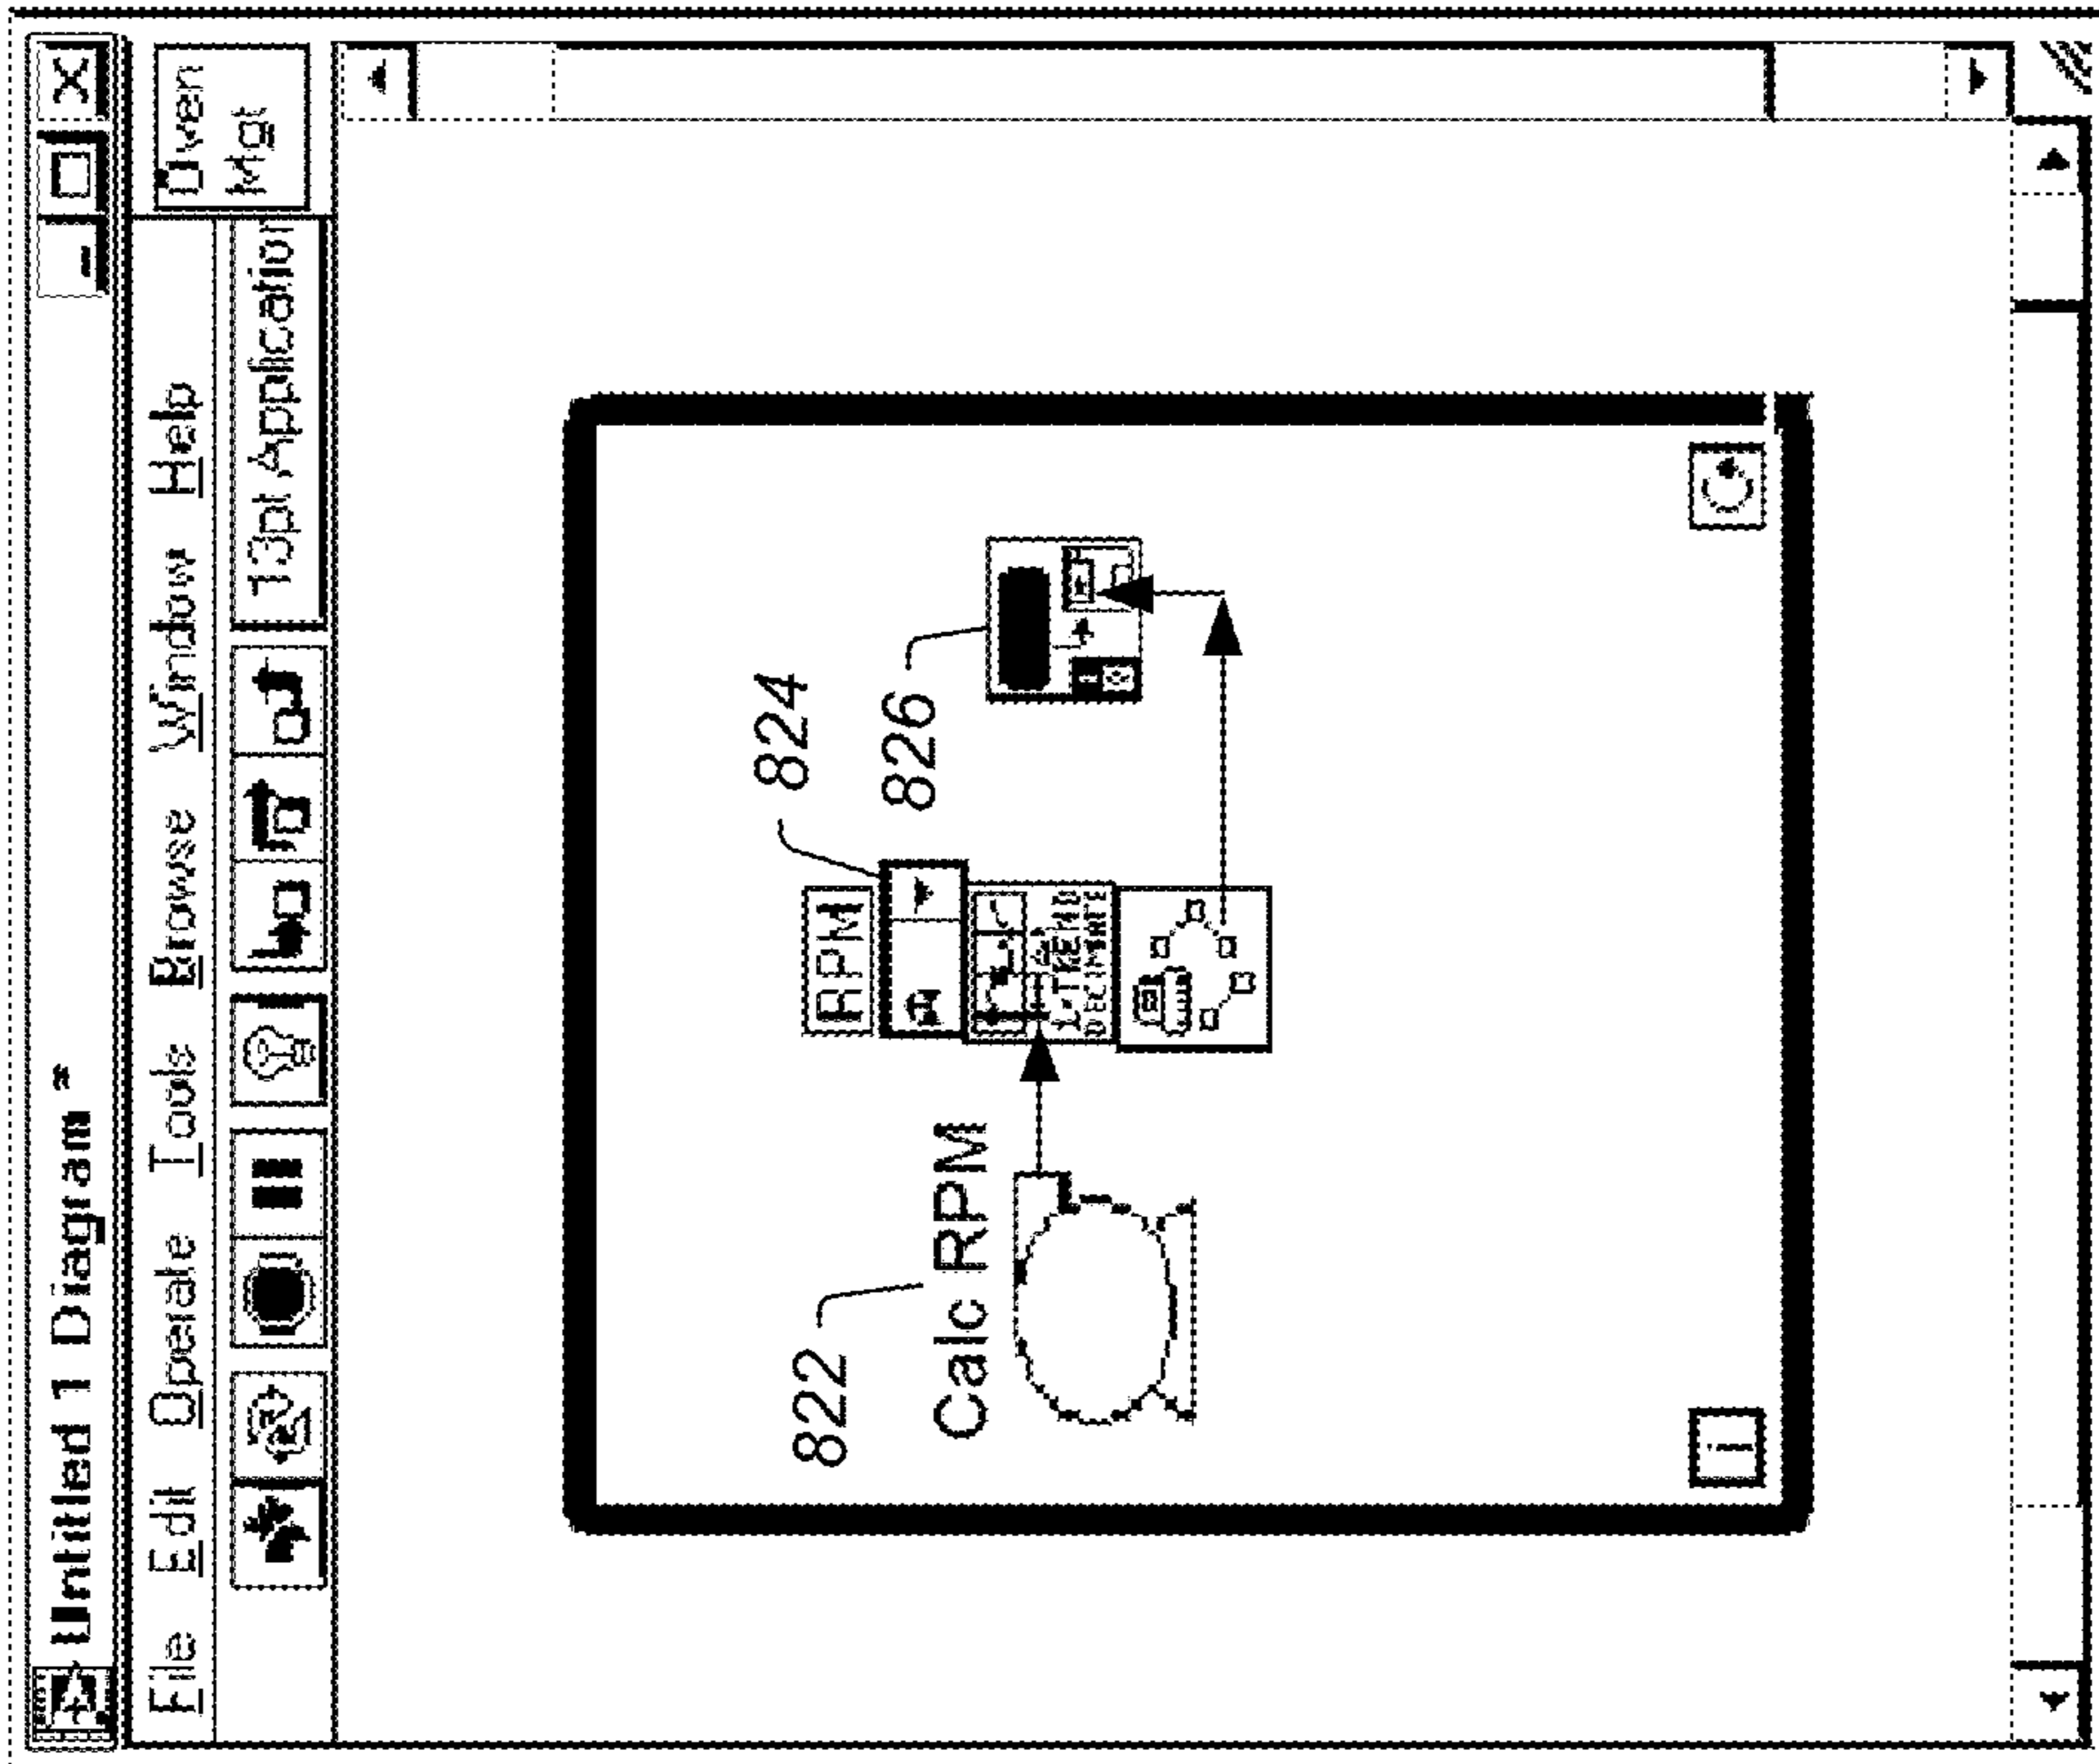 Untitled 1 Diagram *
File Edit Operate Tools Browse Window Help
13pt Application
Oven
Mgt
824
RPM
826
822
Calc RPM
i